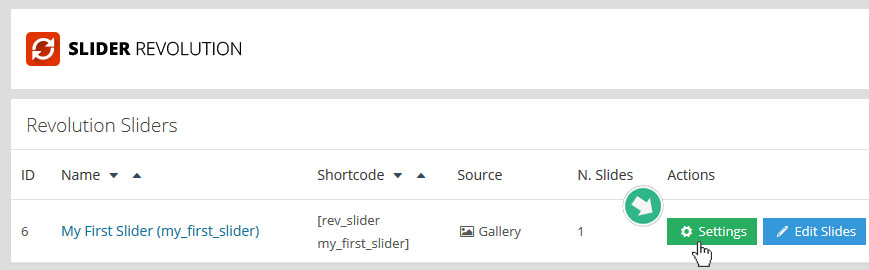 SLIDER REVOLUTION
Revolution Sliders
ID Name Shortcode Source N. Slides Actions
6 My First Slider (my_first_slider) [rev_slider my_first_slider] Gallery 1 Settings Edit Slides